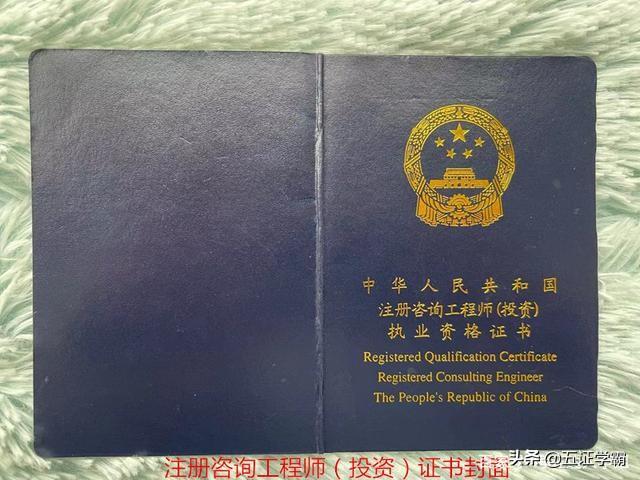 中华人民共和国
注册咨询工程师(投资)
执业资格证书
Registered Qualification Certificate
Registered Consulting Engineer
The People's Republic of China
注册咨询工程师（投资）证书封面
头条 @五证学霸